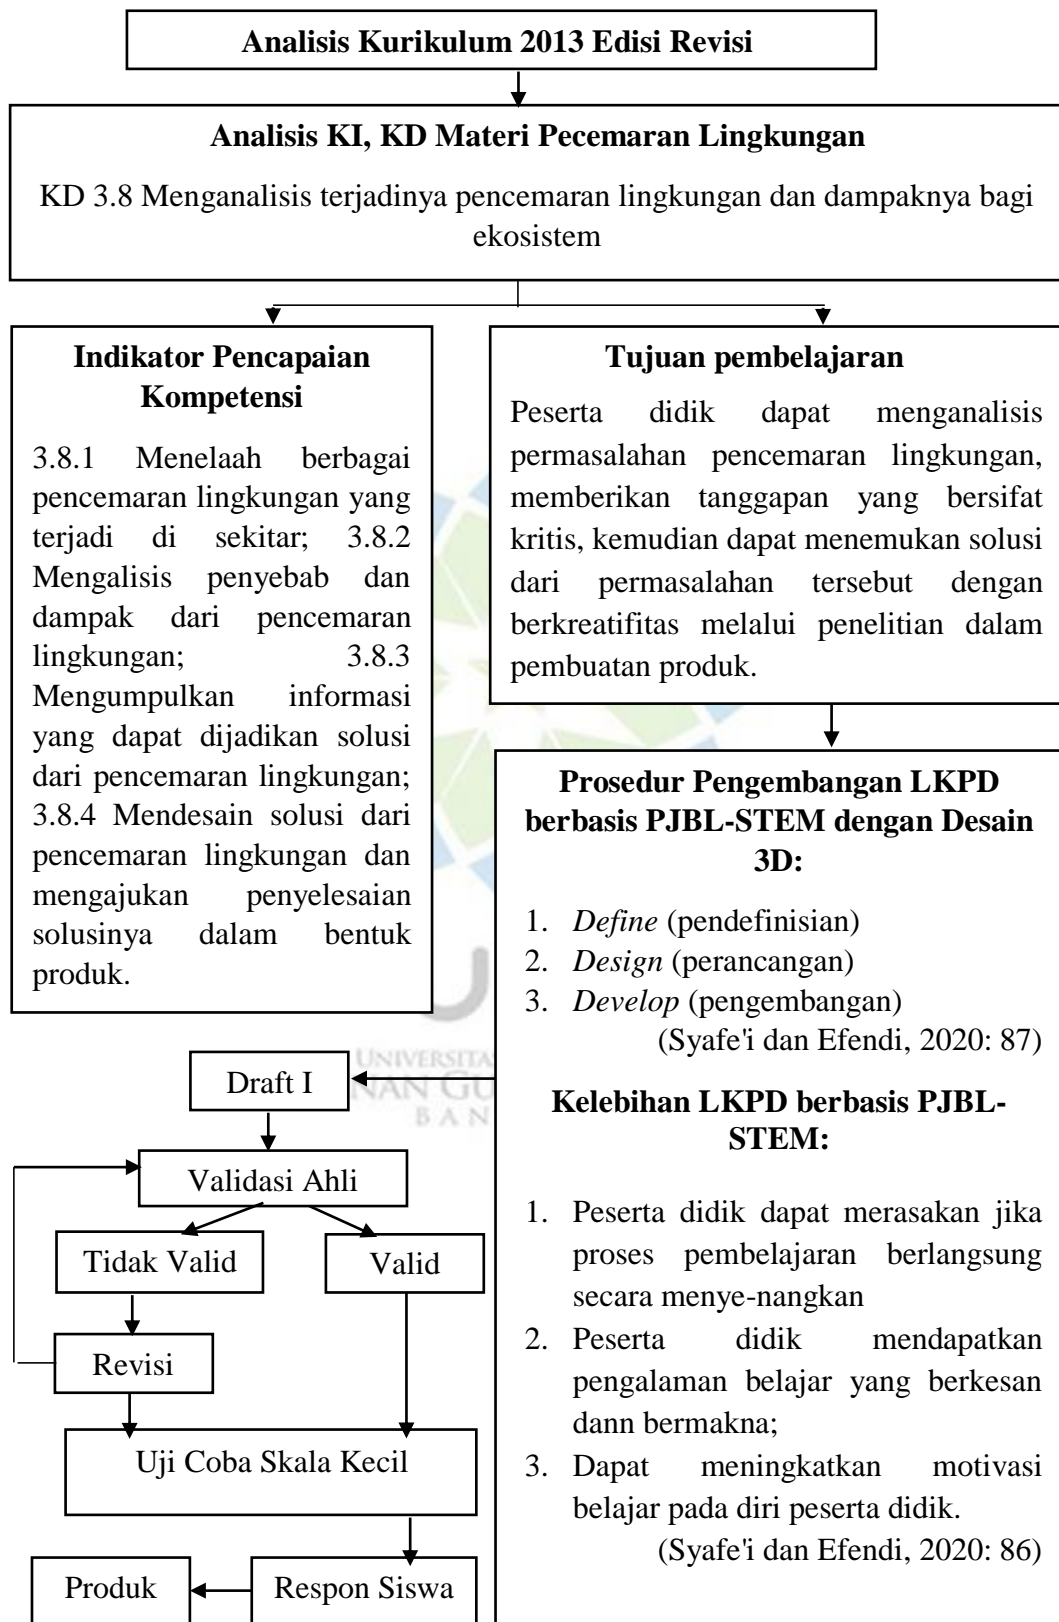 Analisis Kurikulum 2013 Edisi Revisi
Analisis KI, KD Materi Pecemaran Lingkungan
KD 3.8 Menganalisis terjadinya pencemaran lingkungan dan dampaknya bagi
ekosistem
Indikator Pencapaian
Kompetensi
3.8.1 Menelaah berbagai
pencemaran lingkungan yang
terjadi di sekitar; 3.8.2
Mengalisis penyebab dan
dampak dari pencemaran
lingkungan; 3.8.3
Mengumpulkan informasi
yang dapat dijadikan solusi
dari pencemaran lingkungan;
3.8.4 Mendesain solusi dari
pencemaran lingkungan dan
mengajukan penyelesaian
solusinya dalam bentuk
produk.
Tujuan pembelajaran
Peserta didik dapat menganalisis
permasalahan pencemaran lingkungan,
memberikan tanggapan yang bersifat
kritis, kemudian dapat menemukan solusi
dari permasalahan tersebut dengan
berkreatifitas melalui penelitian dalam
pembuatan produk.
Prosedur Pengembangan LKPD
berbasis PJBL-STEM dengan Desain
3D:
1. Define (pendefinisian)
2. Design (perancangan)
3. Develop (pengembangan)
(Syafe'i dan Efendi, 2020: 87)
Kelebihan LKPD berbasis PJBL-
STEM:
1. Peserta didik dapat merasakan jika
proses pembelajaran berlangsung
secara menye-nangkan
2. Peserta didik mendapatkan
pengalaman belajar yang berkesan
dann bermakna;
3. Dapat meningkatkan motivasi
belajar pada diri peserta didik.
(Syafe'i dan Efendi, 2020: 86)
Draft I
Validasi Ahli
Tidak Valid
Valid
Revisi
Uji Coba Skala Kecil
Produk
Respon Siswa